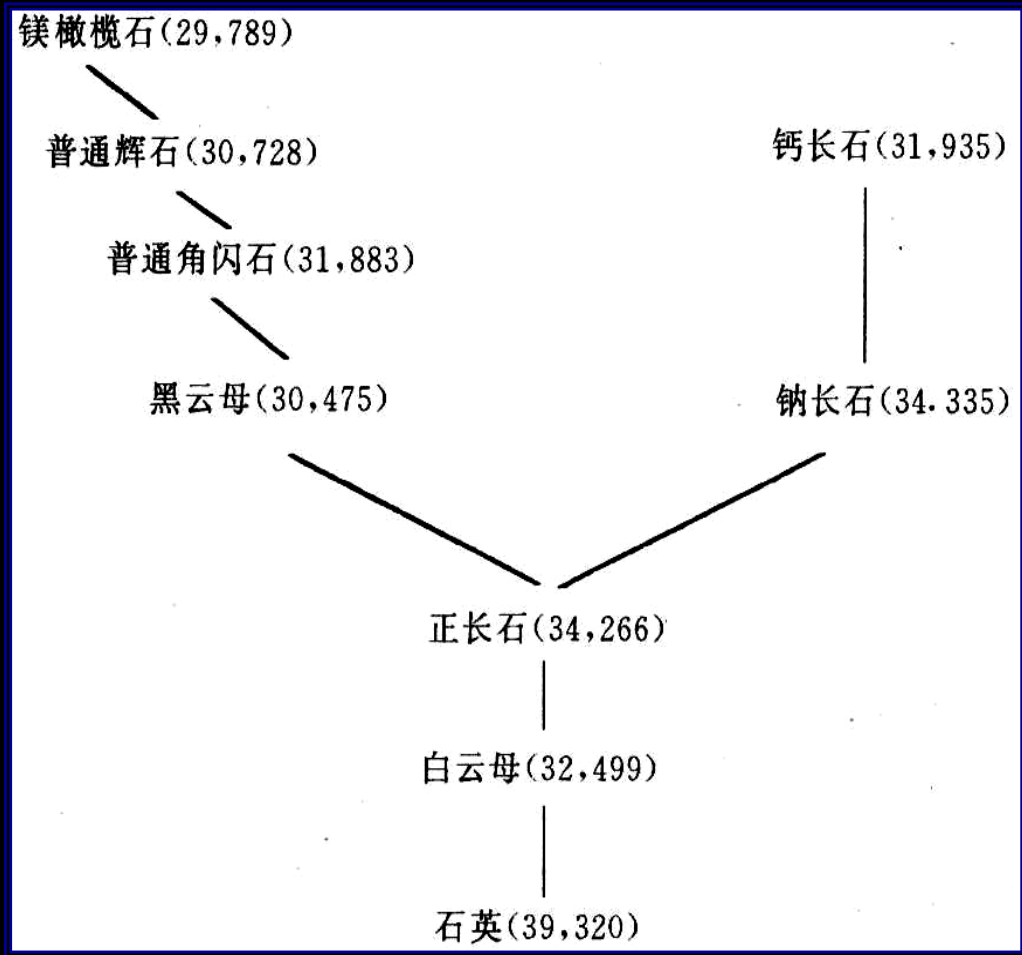 镁橄榄石(29,789)
普通辉石(30,728)
钙长石(31,935)
普通角闪石(31,883)
黑云母(30,475)
钠长石(34.335)
正长石(34,266)
白云母(32,499)
石英(39,320)